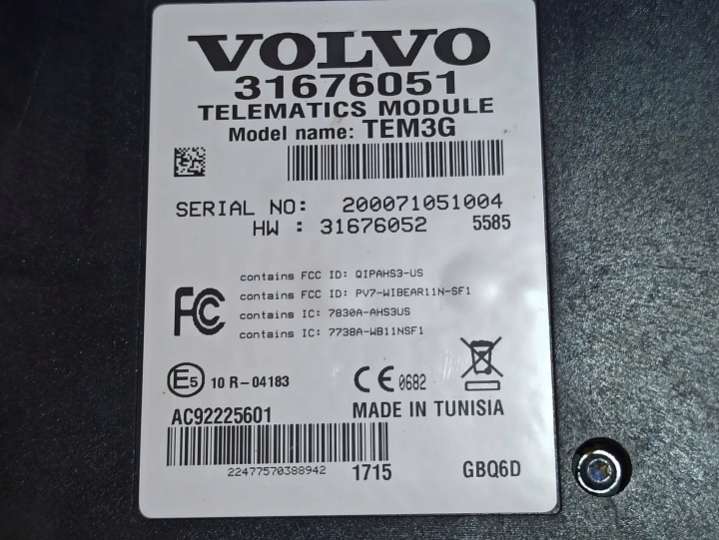 VOLVO
31676051
TELEMATICS MODULE
Model name: TEM3G
SERIAL NO: 200071051004
HW : 31676052 5585
contains FCC ID: QIPAHS3-US
contains FCC ID: PV7-WIBEAR11N-SF1
contains IC: 7830A-AHS3US
contains IC: 7738A-WB11NSF1
FC
E5 10 R-04183 CE 0682
AC92225601 MADE IN TUNISIA
22477570388942 1715 GBQ6D